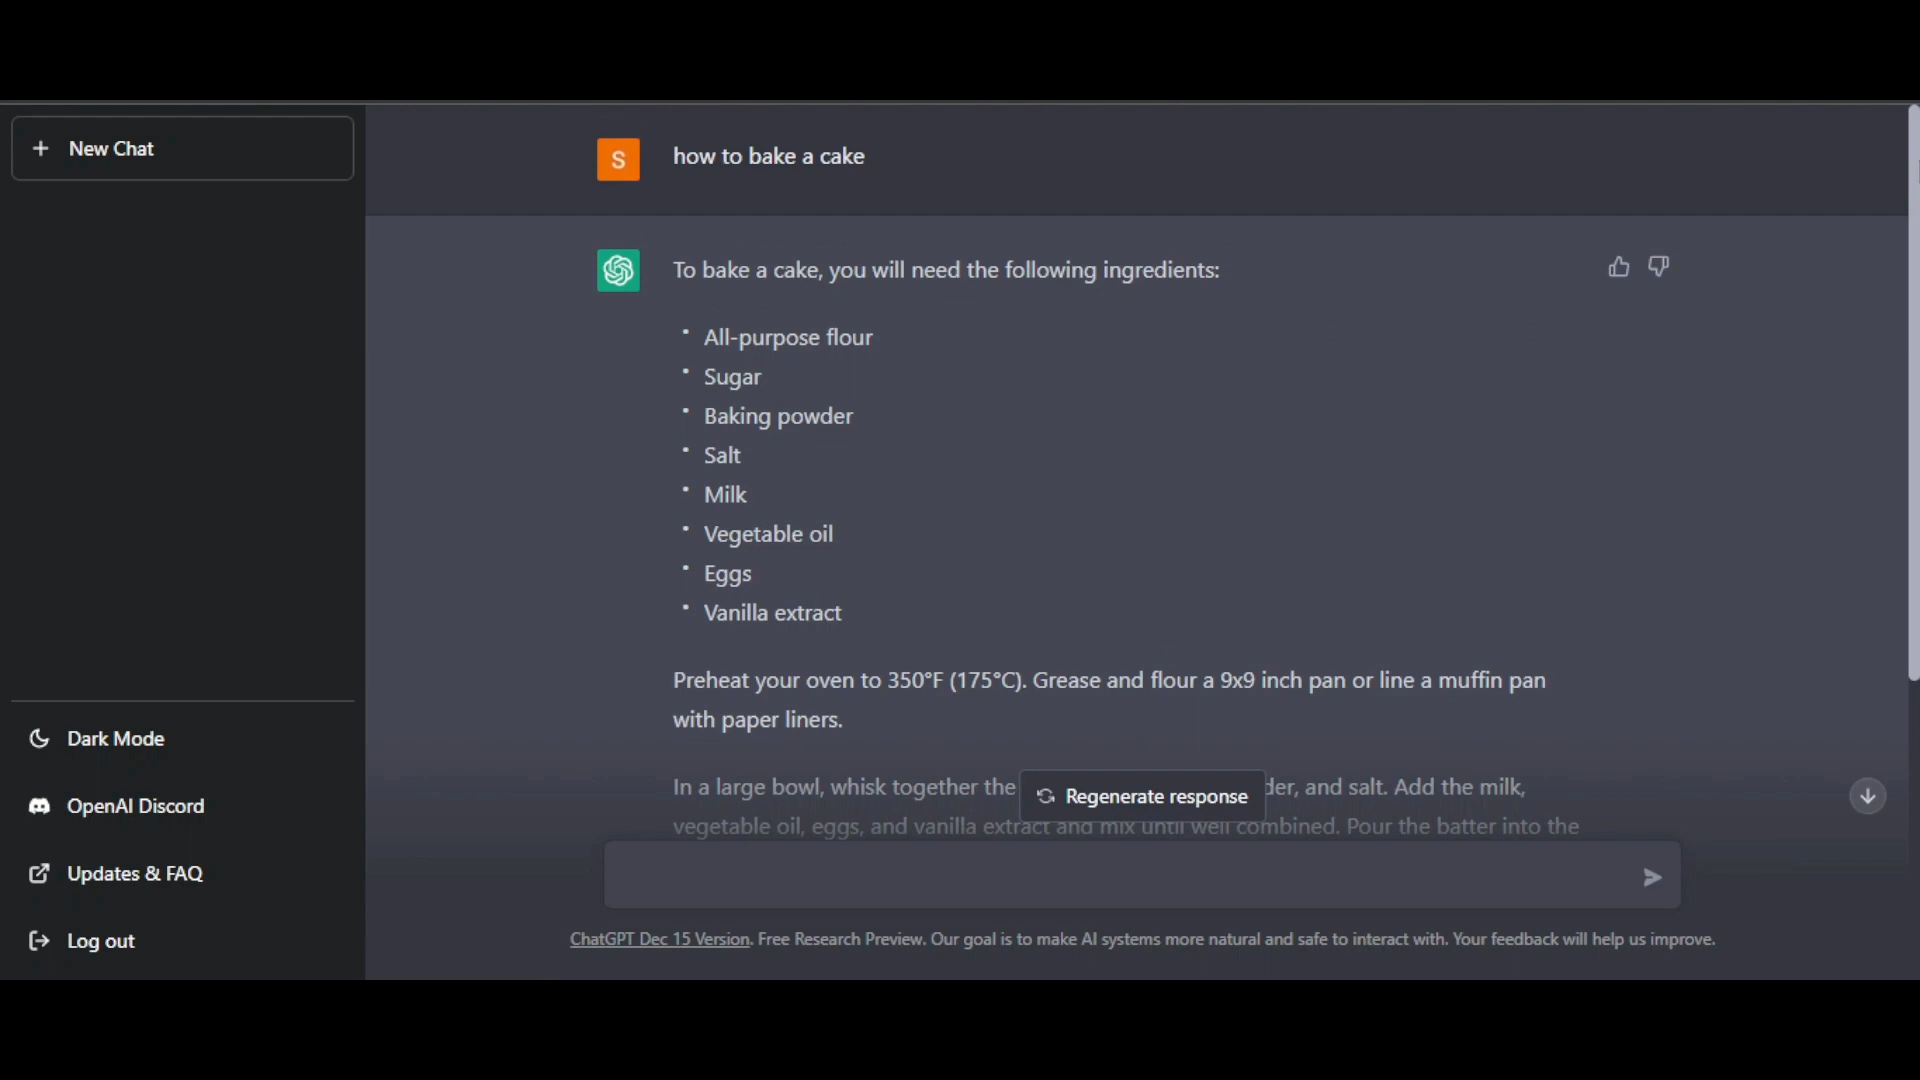 New Chat
S
how to bake a cake
To bake a cake, you will need the following ingredients:
All-purpose flour
Sugar
Baking powder
Salt
Milk
Vegetable oil
Eggs
Vanilla extract
Preheat your oven to 350°F (175°C). Grease and flour a 9x9 inch pan or line a muffin pan
with paper liners.
In a large bowl, whisk together the
Regenerate response
der, and salt. Add the milk,
vegetable oil, eggs, and vanilla extract and mix until well combined. Pour the batter into the
Dark Mode
OpenAI Discord
Updates & FAQ
Log out
ChatGPT Dec 15 Version. Free Research Preview. Our goal is to make AI systems more natural and safe to interact with. Your feedback will help us improve.